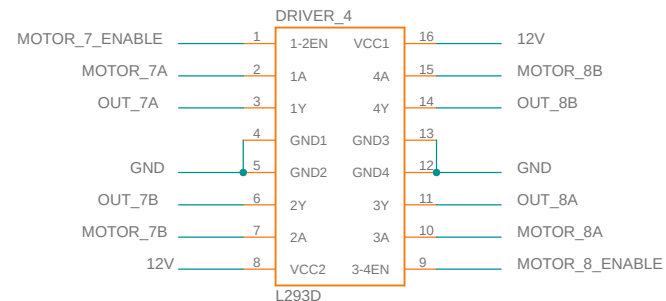 DRIVER_4
MOTOR_7_ENABLE 1 1-2EN VCC1 16 12V
MOTOR_7A 2 1A 4A 15 MOTOR_8B
OUT_7A 3 1Y 4Y 14 OUT_8B
4 GND1 GND3 13
GND 5 GND2 GND4 12 GND
OUT_7B 6 2Y 3Y 11 OUT_8A
MOTOR_7B 7 2A 3A 10 MOTOR_8A
12V 8 VCC2 3-4EN 9 MOTOR_8_ENABLE
L293D